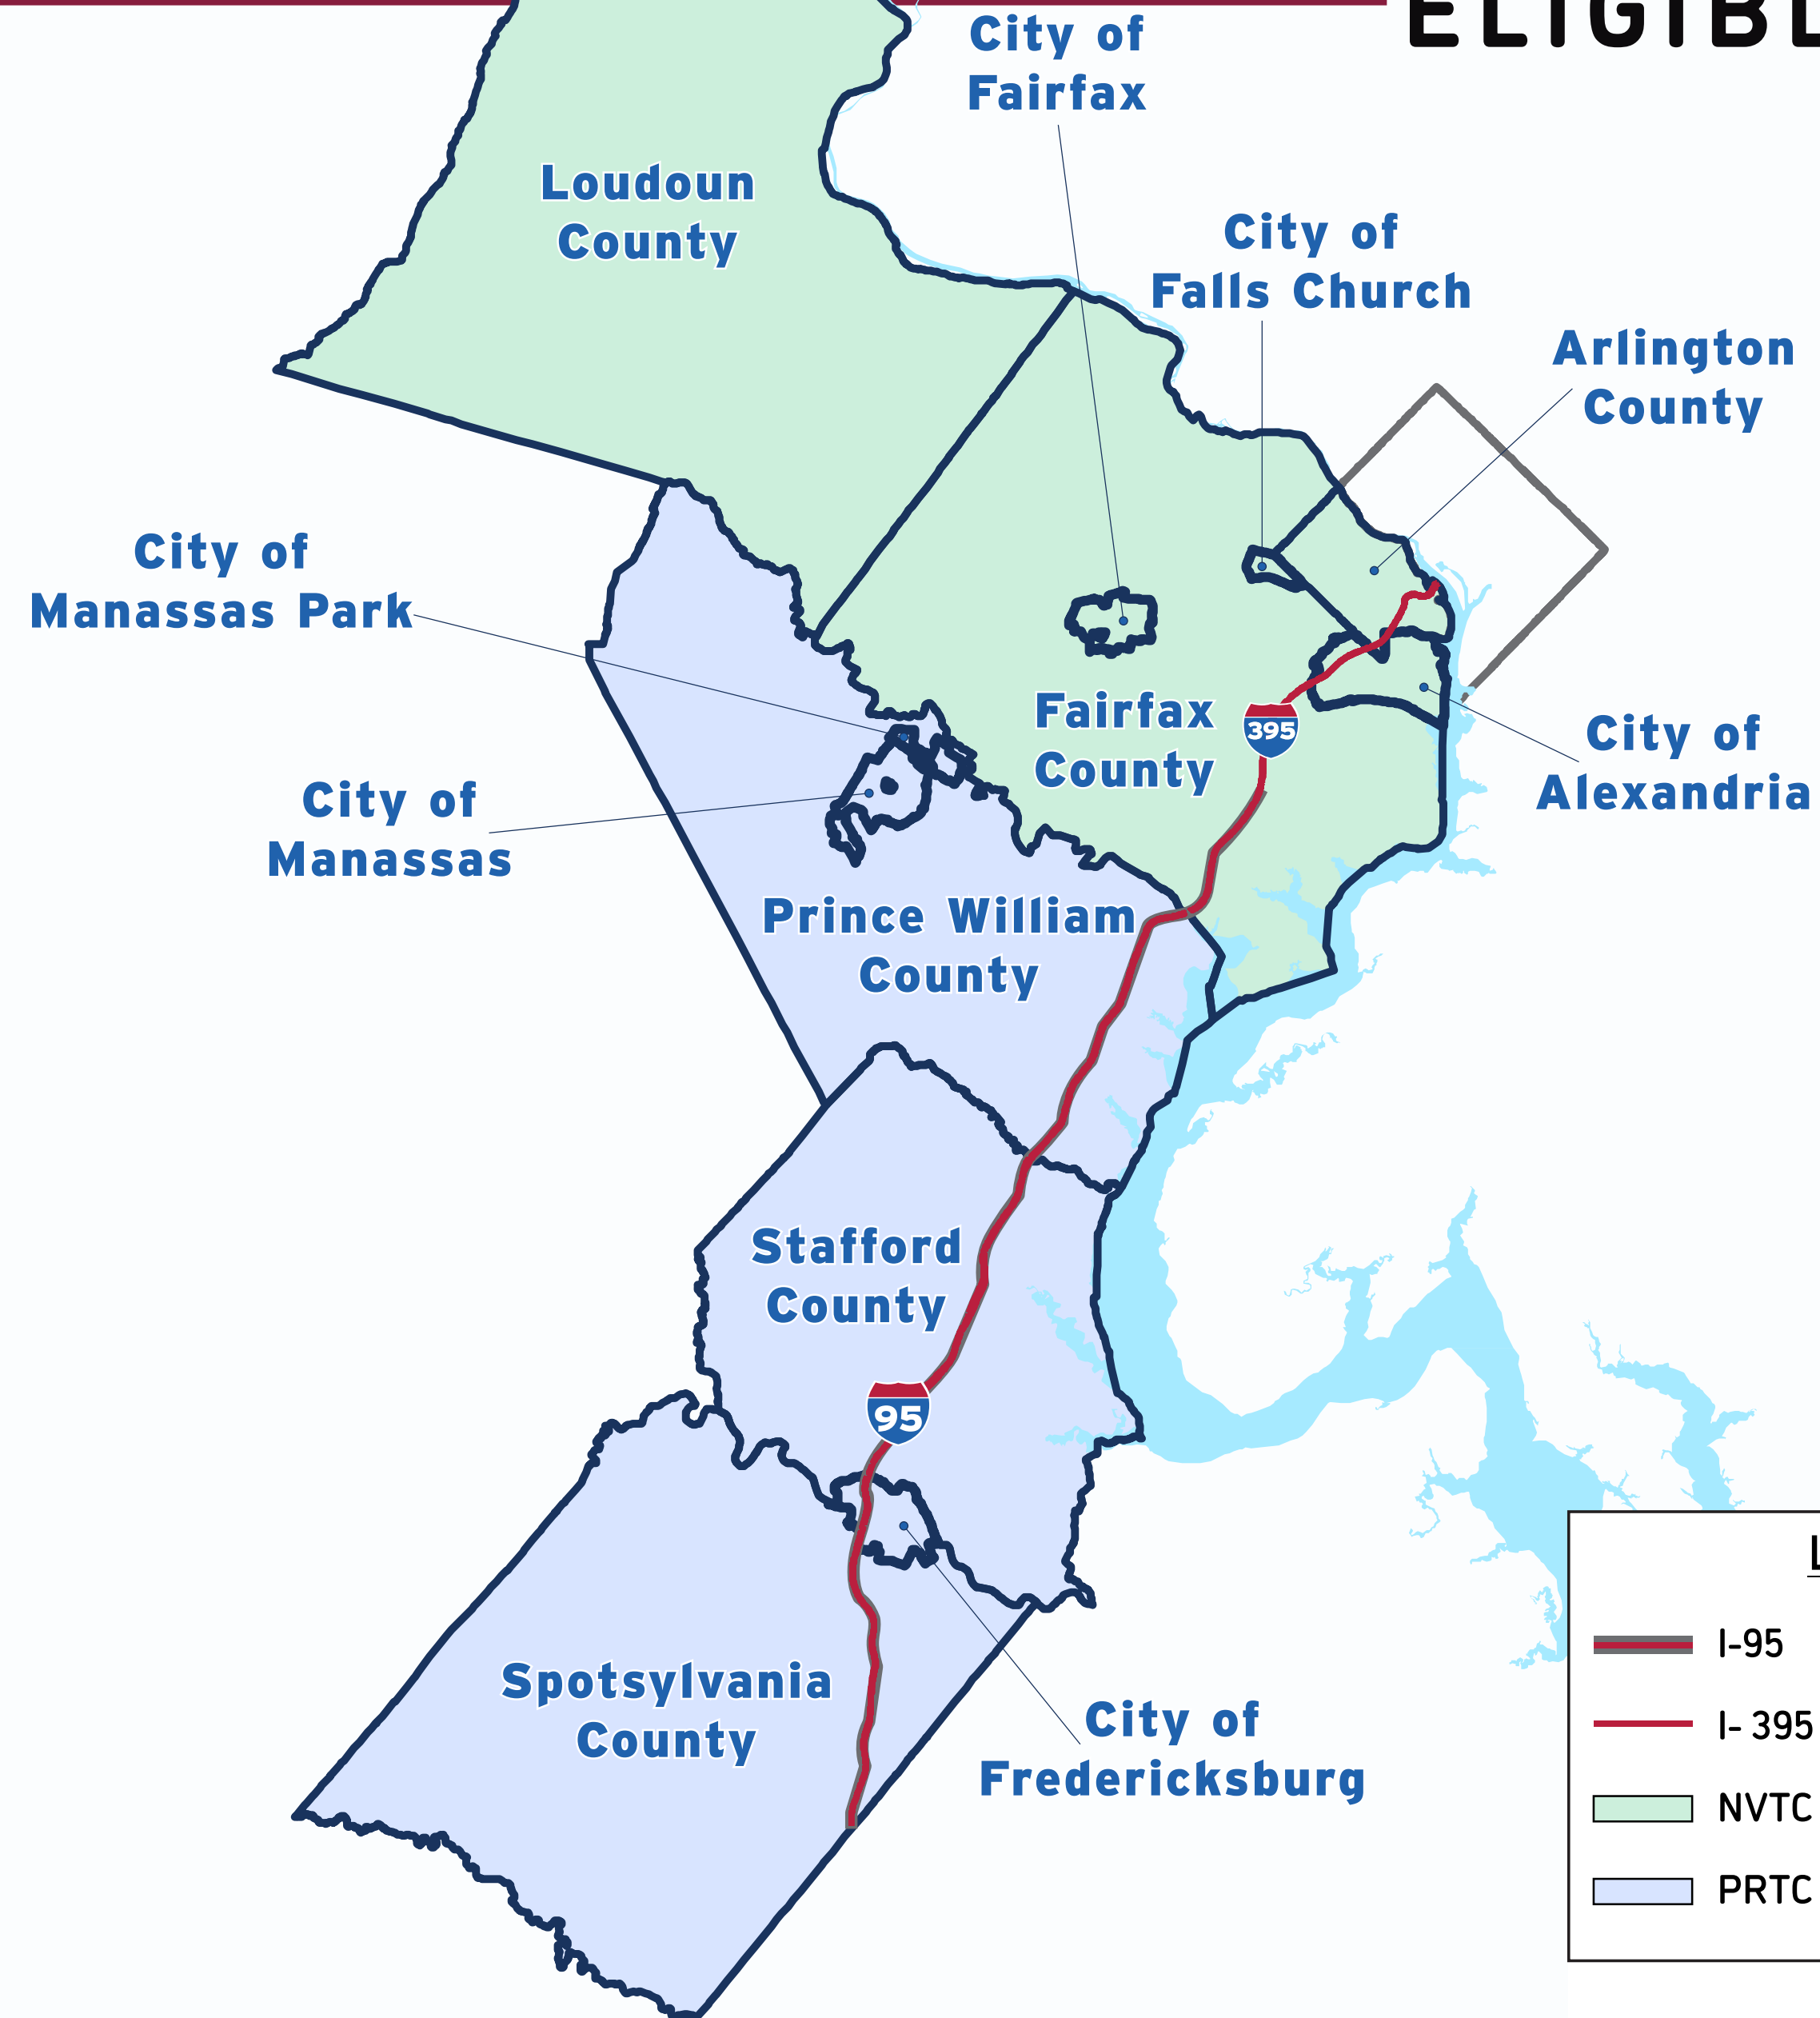 City of
Fairfax
Loudoun
County
City of
Falls Church
Arlington
County
City of
Manassas Park
Fairfax
County
395
City of
Alexandria
City of
Manassas
Prince William
County
Stafford
County
95
Spotsylvania
County
City of
Fredericksburg
I-95
I- 395
NVTC
PRTC